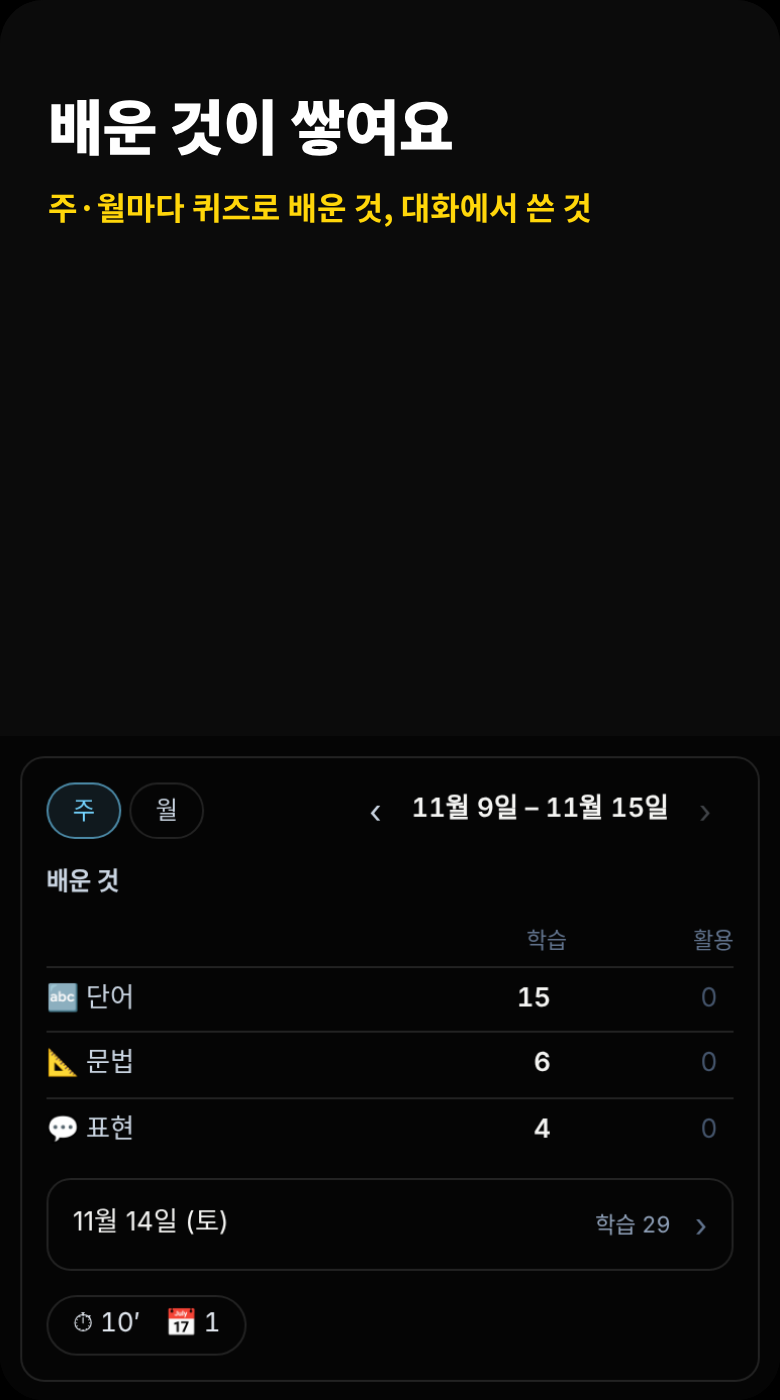 배운 것이 쌓여요
주·월마다 퀴즈로 배운 것, 대화에서 쓴 것
주 월 ‹ 11월 9일 – 11월 15일 ›
배운 것
학습 활용
🔤 단어 15 0
📐 문법 6 0
💬 표현 4 0
11월 14일 (토) 학습 29 ›
⏱ 10′ 📅 1